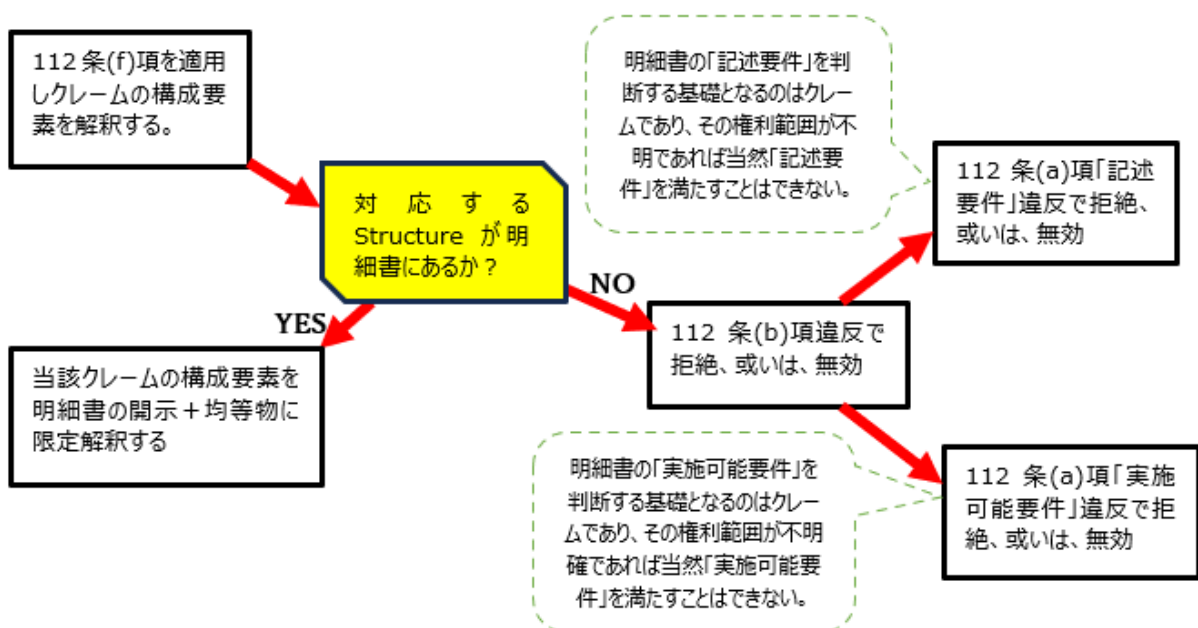 112 条(f)項を適用
しクレームの構成要
素を解釈する。
明細書の「記述要件」を判
断する基礎となるのはクレー
ムであり、その権利範囲が不
明であれば当然「記述要
件」を満たすことはできない。
112 条(a)項「記述
要件」違反で拒絶、
或いは、無効
対応する
Structure が明
細書にあるか？
NO
YES
112 条(b)項違反で
拒絶、或いは、無効
当該クレームの構成要素を
明細書の開示＋均等物に
限定解釈する
明細書の「実施可能要件」を
判断する基礎となるのはクレー
ムであり、その権利範囲が不明
確であれば当然「実施可能要
件」を満たすことはできない。
112 条(a)項「実施
可能要件」違反で拒
絶、或いは、無効